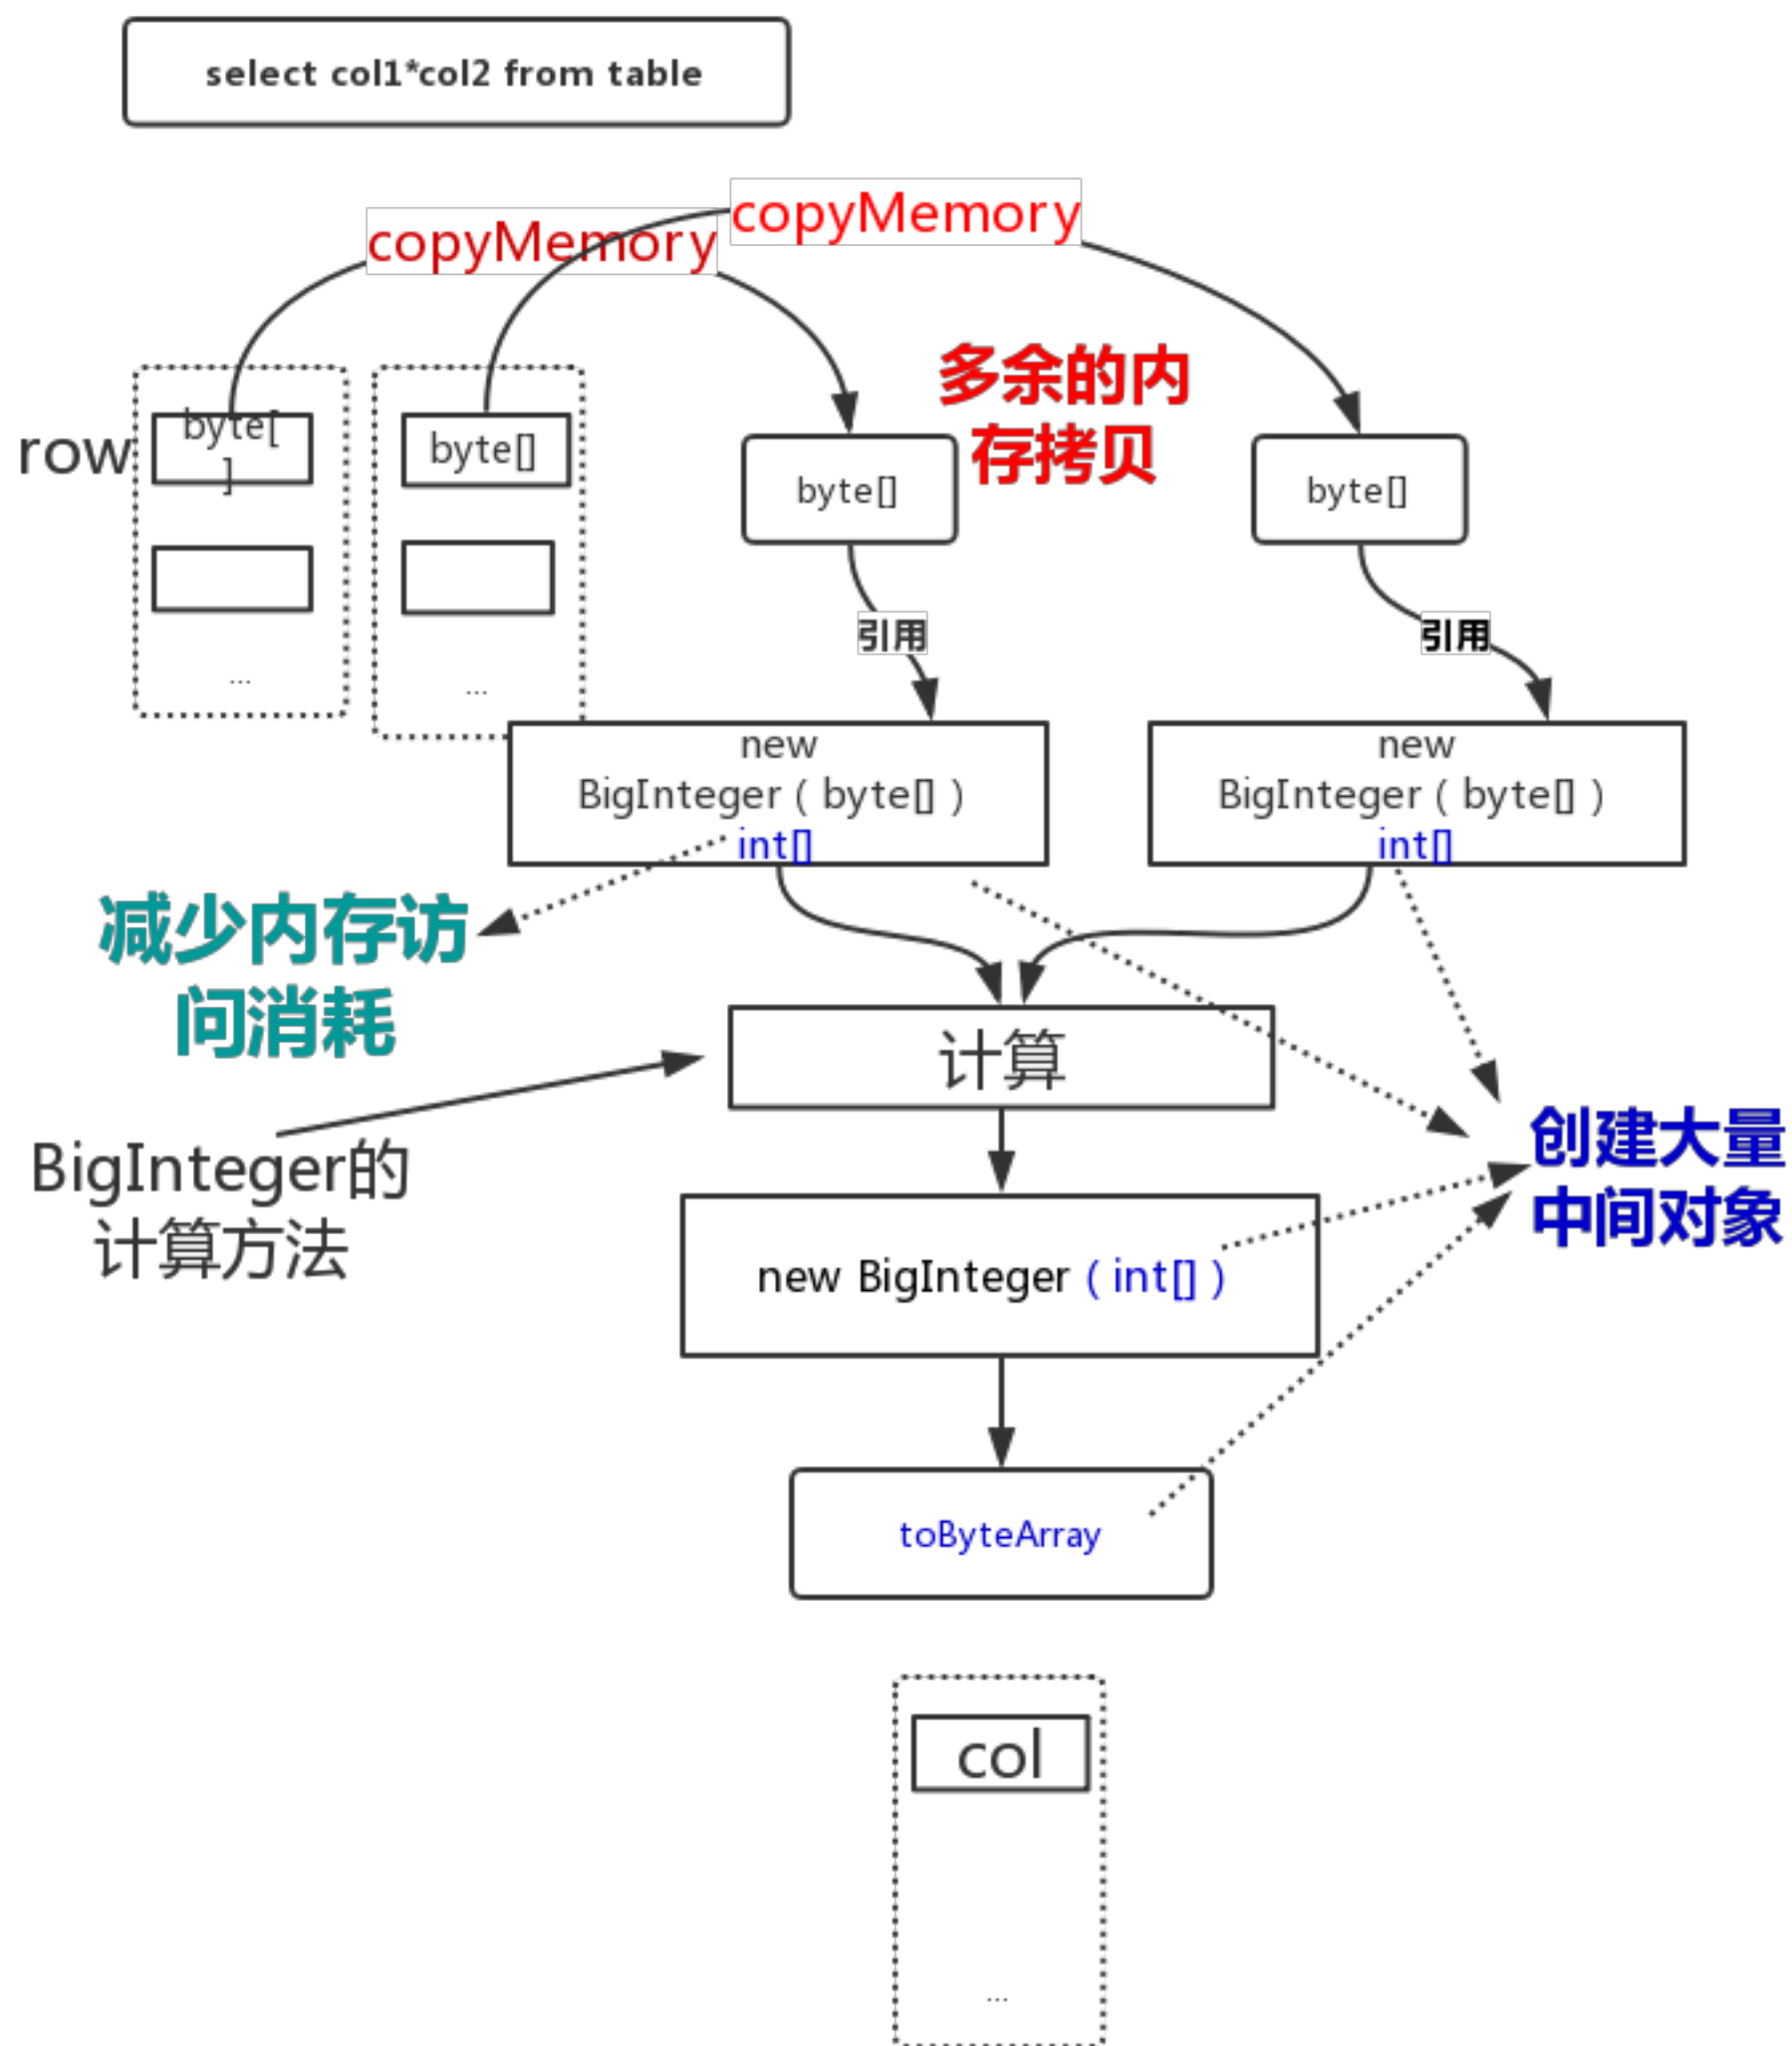 select col1*col2 from table
copyMemory
copyMemory
多余的内
存拷贝
row
byte[
]
byte[]
byte[]
byte[]
引用
引用
...
...
new
BigInteger ( byte[] )
int[]
new
BigInteger ( byte[] )
int[]
减少内存访
问消耗
计算
BigInteger的
计算方法
创建大量
中间对象
new BigInteger ( int[] )
toByteArray
col
...